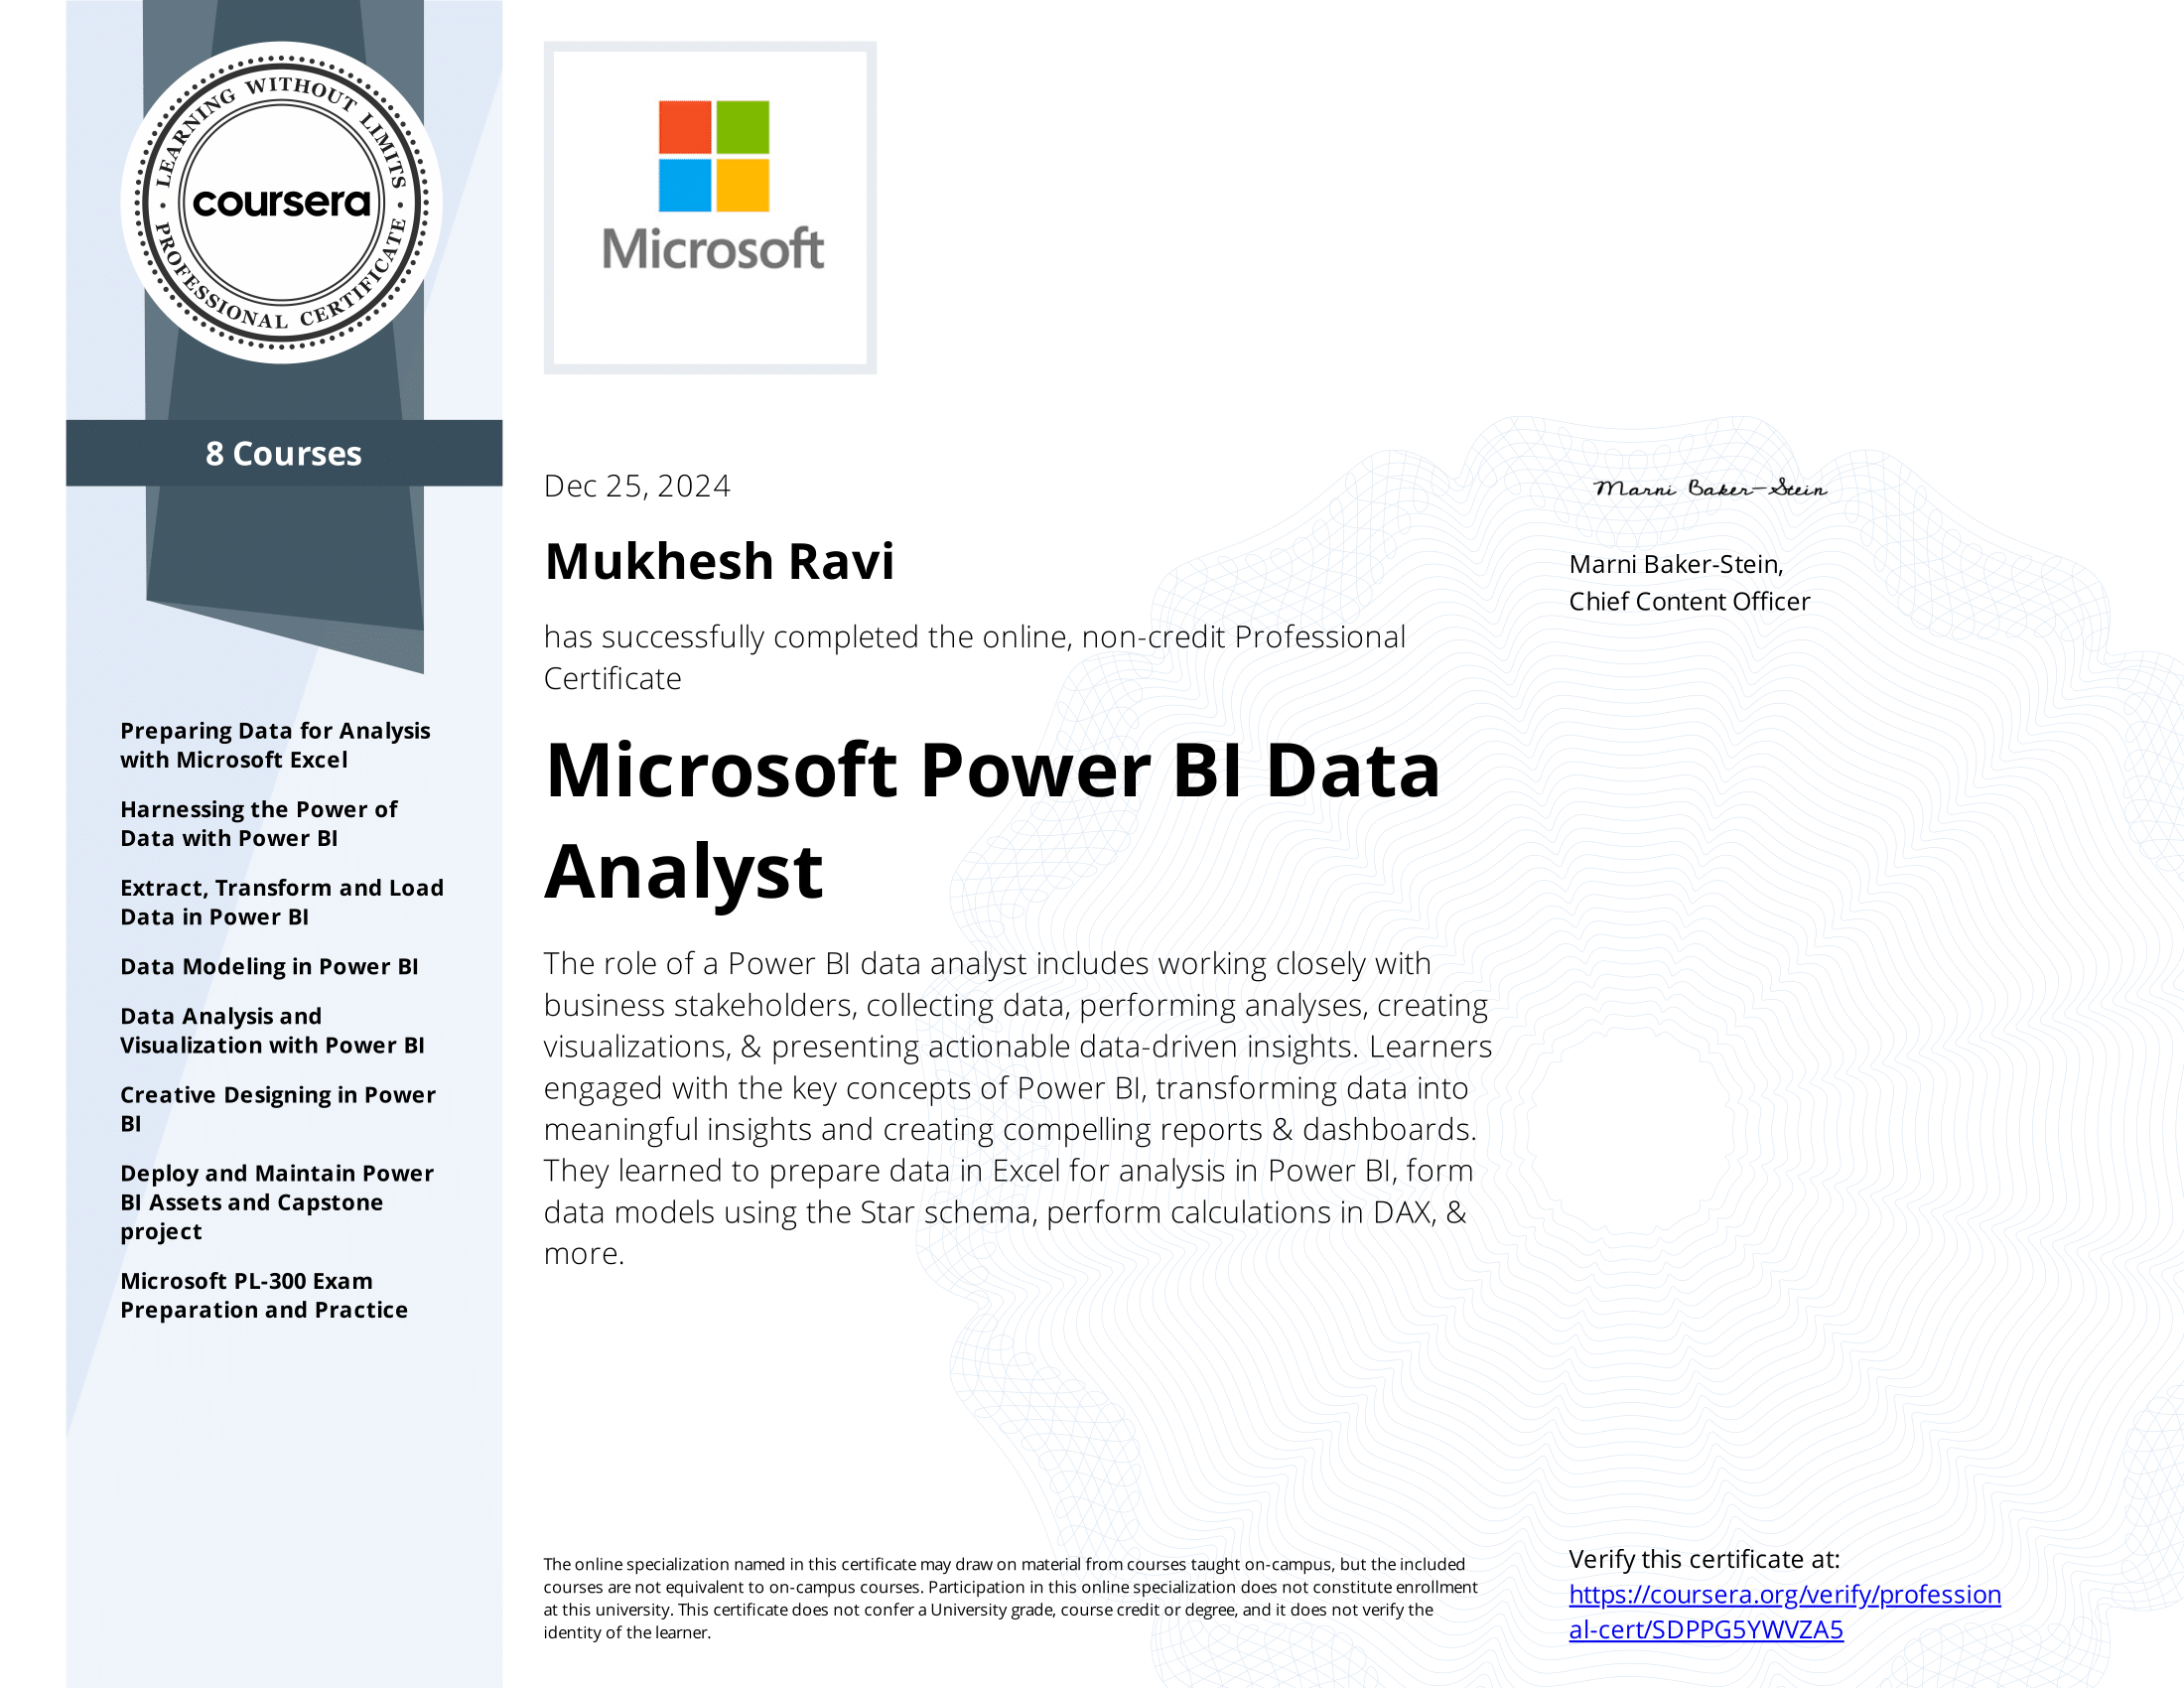 LEARNING WITHOUT LIMITS
coursera
PROFESSIONAL CERTIFICATE
8 Courses
Preparing Data for Analysis
with Microsoft Excel
Harnessing the Power of
Data with Power BI
Extract, Transform and Load
Data in Power BI
Data Modeling in Power BI
Data Analysis and
Visualization with Power BI
Creative Designing in Power
BI
Deploy and Maintain Power
BI Assets and Capstone
project
Microsoft PL-300 Exam
Preparation and Practice
Microsoft
Dec 25, 2024
Mukhesh Ravi
has successfully completed the online, non-credit Professional
Certificate
Microsoft Power BI Data
Analyst
The role of a Power BI data analyst includes working closely with
business stakeholders, collecting data, performing analyses, creating
visualizations, & presenting actionable data-driven insights. Learners
engaged with the key concepts of Power BI, transforming data into
meaningful insights and creating compelling reports & dashboards.
They learned to prepare data in Excel for analysis in Power BI, form
data models using the Star schema, perform calculations in DAX, &
more.
The online specialization named in this certificate may draw on material from courses taught on-campus, but the included
courses are not equivalent to on-campus courses. Participation in this online specialization does not constitute enrollment
at this university. This certificate does not confer a University grade, course credit or degree, and it does not verify the
identity of the learner.
Marni Baker-Stein
Marni Baker-Stein,
Chief Content Officer
Verify this certificate at:
https://coursera.org/verify/profession
al-cert/SDPPG5YWVZA5